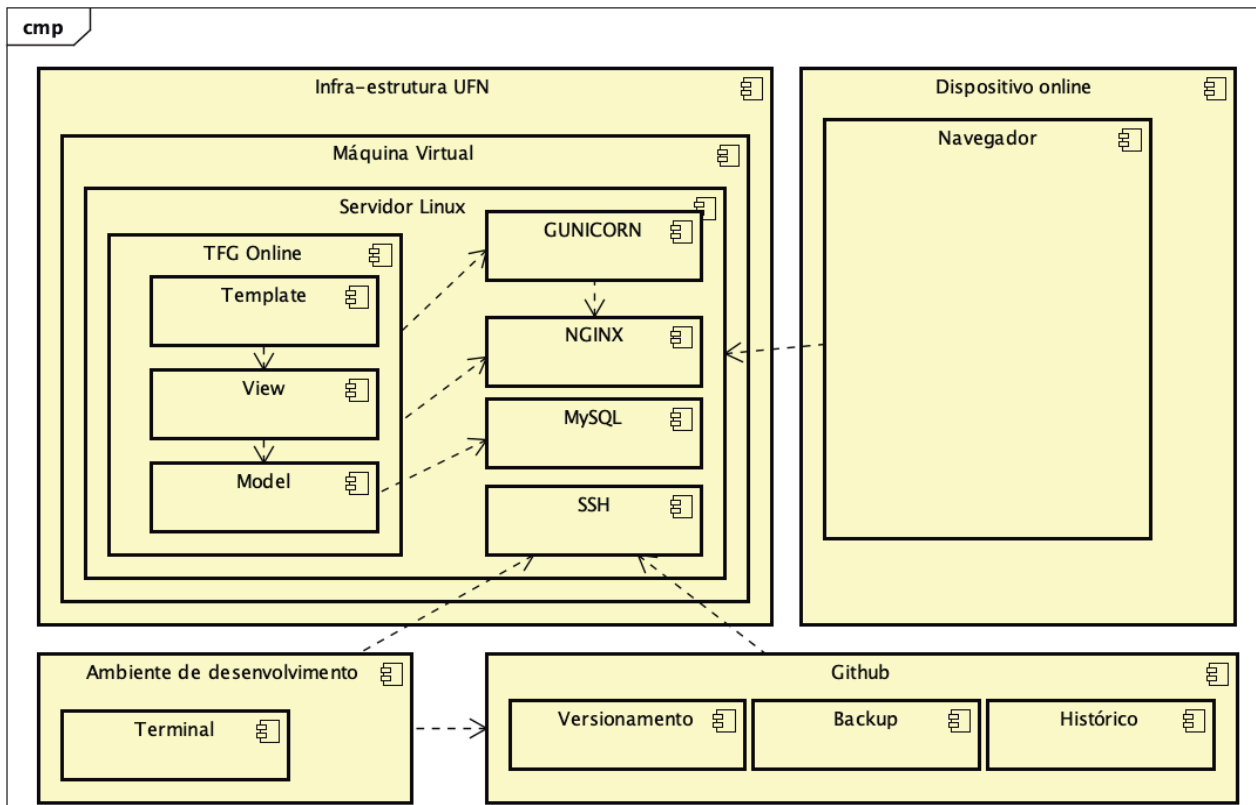 cmp
Infra-estrutura UFN
Máquina Virtual
Servidor Linux
TFG Online
Template
View
Model
GUNICORN
NGINX
MySQL
SSH
Dispositivo online
Navegador
Ambiente de desenvolvimento
Terminal
Github
Versionamento
Backup
Histórico